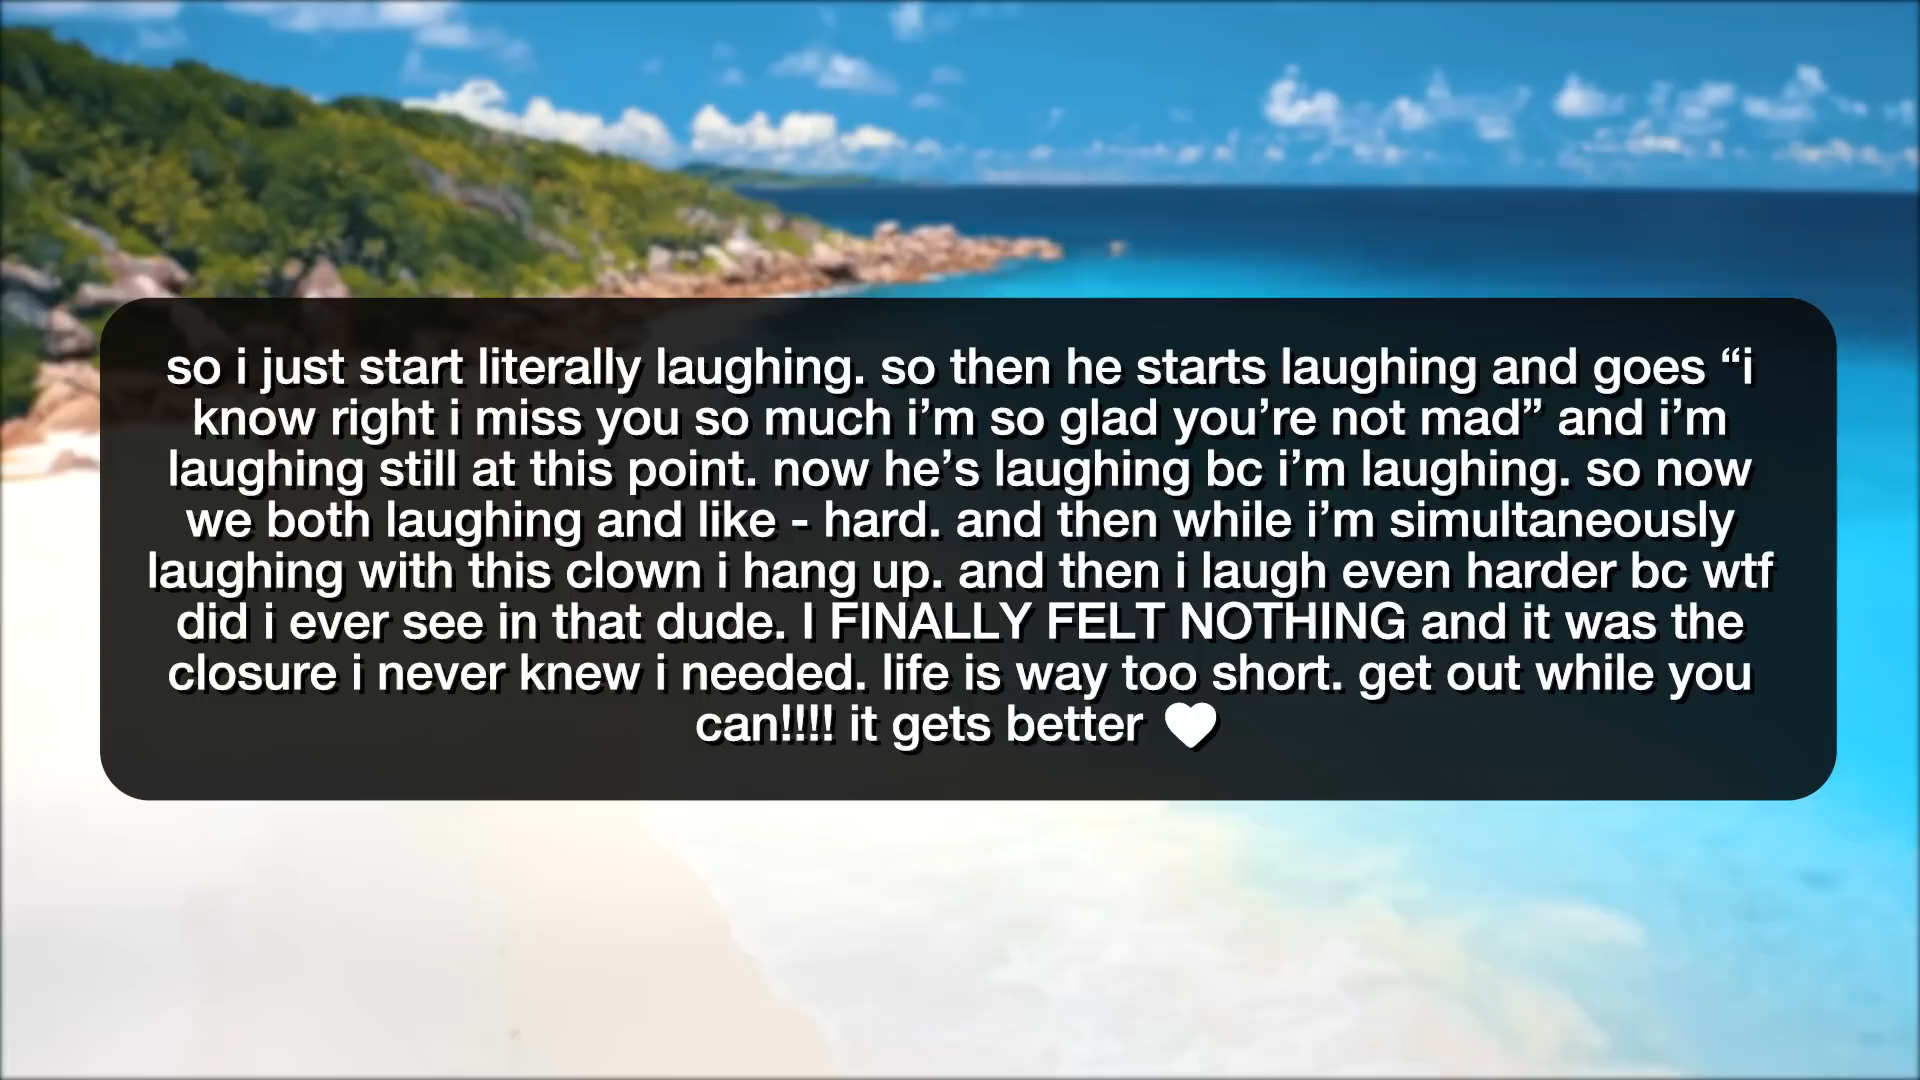 so i just start literally laughing. so then he starts laughing and goes “i
know right i miss you so much i’m so glad you’re not mad” and i’m
laughing still at this point. now he’s laughing bc i’m laughing. so now
we both laughing and like - hard. and then while i’m simultaneously
laughing with this clown i hang up. and then i laugh even harder bc wtf
did i ever see in that dude. I FINALLY FELT NOTHING and it was the
closure i never knew i needed. life is way too short. get out while you
can!!!! it gets better 🤍